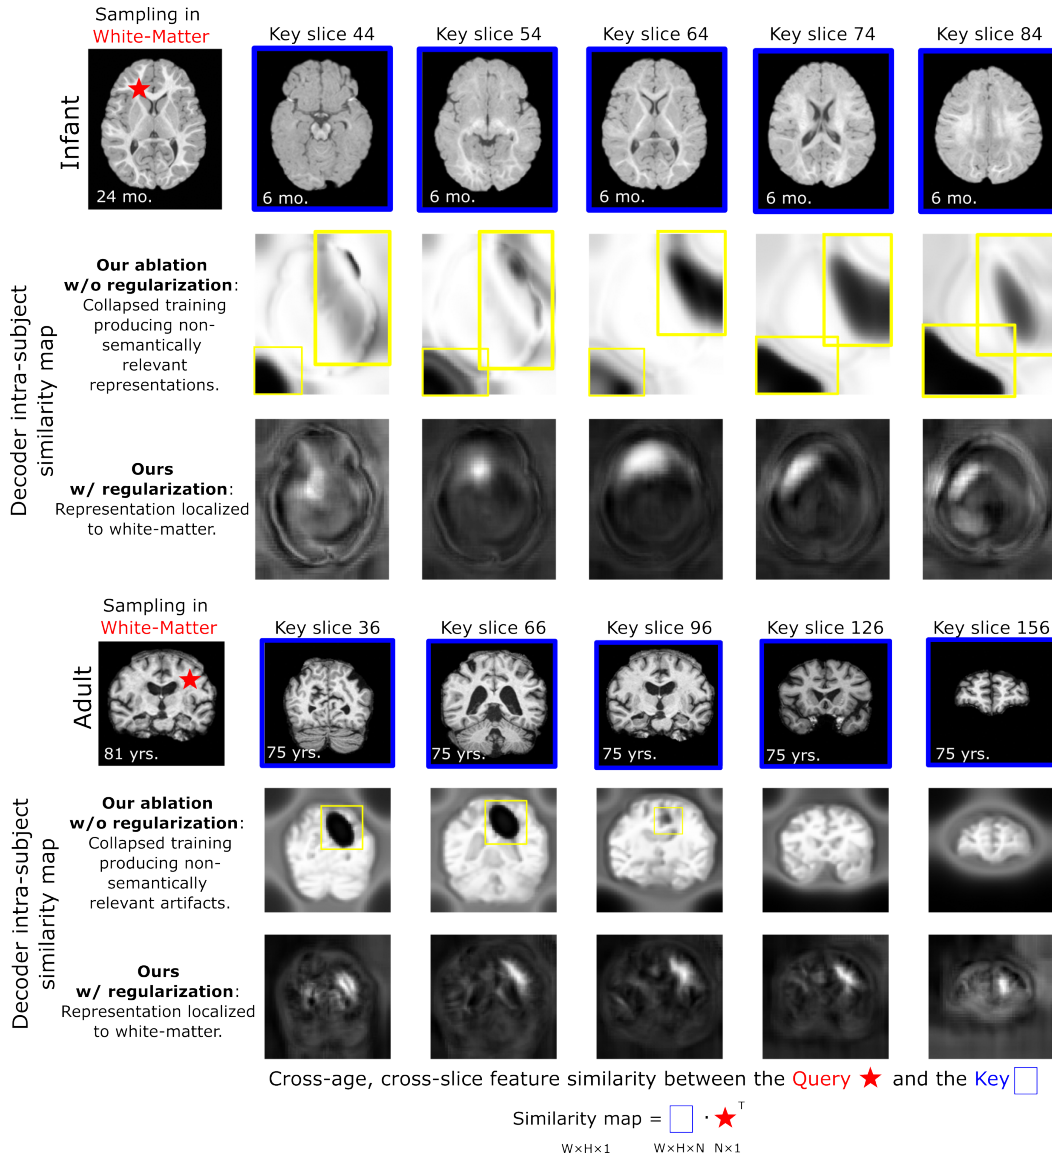 Sampling in
White-Matter
Key slice 44
Key slice 54
Key slice 64
Key slice 74
Key slice 84
Infant
24 mo.
6 mo.
6 mo.
6 mo.
6 mo.
6 mo.
Decoder intra-subject
similarity map
Our ablation
w/o regularization:
Collapsed training
producing non-
semantically
relevant
representations.
Ours
w/ regularization:
Representation localized
to white-matter.
Sampling in
White-Matter
Key slice 36
Key slice 66
Key slice 96
Key slice 126
Key slice 156
Adult
81 yrs.
75 yrs.
75 yrs.
75 yrs.
75 yrs.
75 yrs.
Decoder intra-subject
similarity map
Our ablation
w/o regularization:
Collapsed training
producing non-
semantically
relevant artifacts.
Ours
w/ regularization:
Representation localized
to white-matter.
Cross-age, cross-slice feature similarity between the Query ★ and the Key □
Similarity map = □ · ★ᵀ
W×H×1 W×H×N N×1